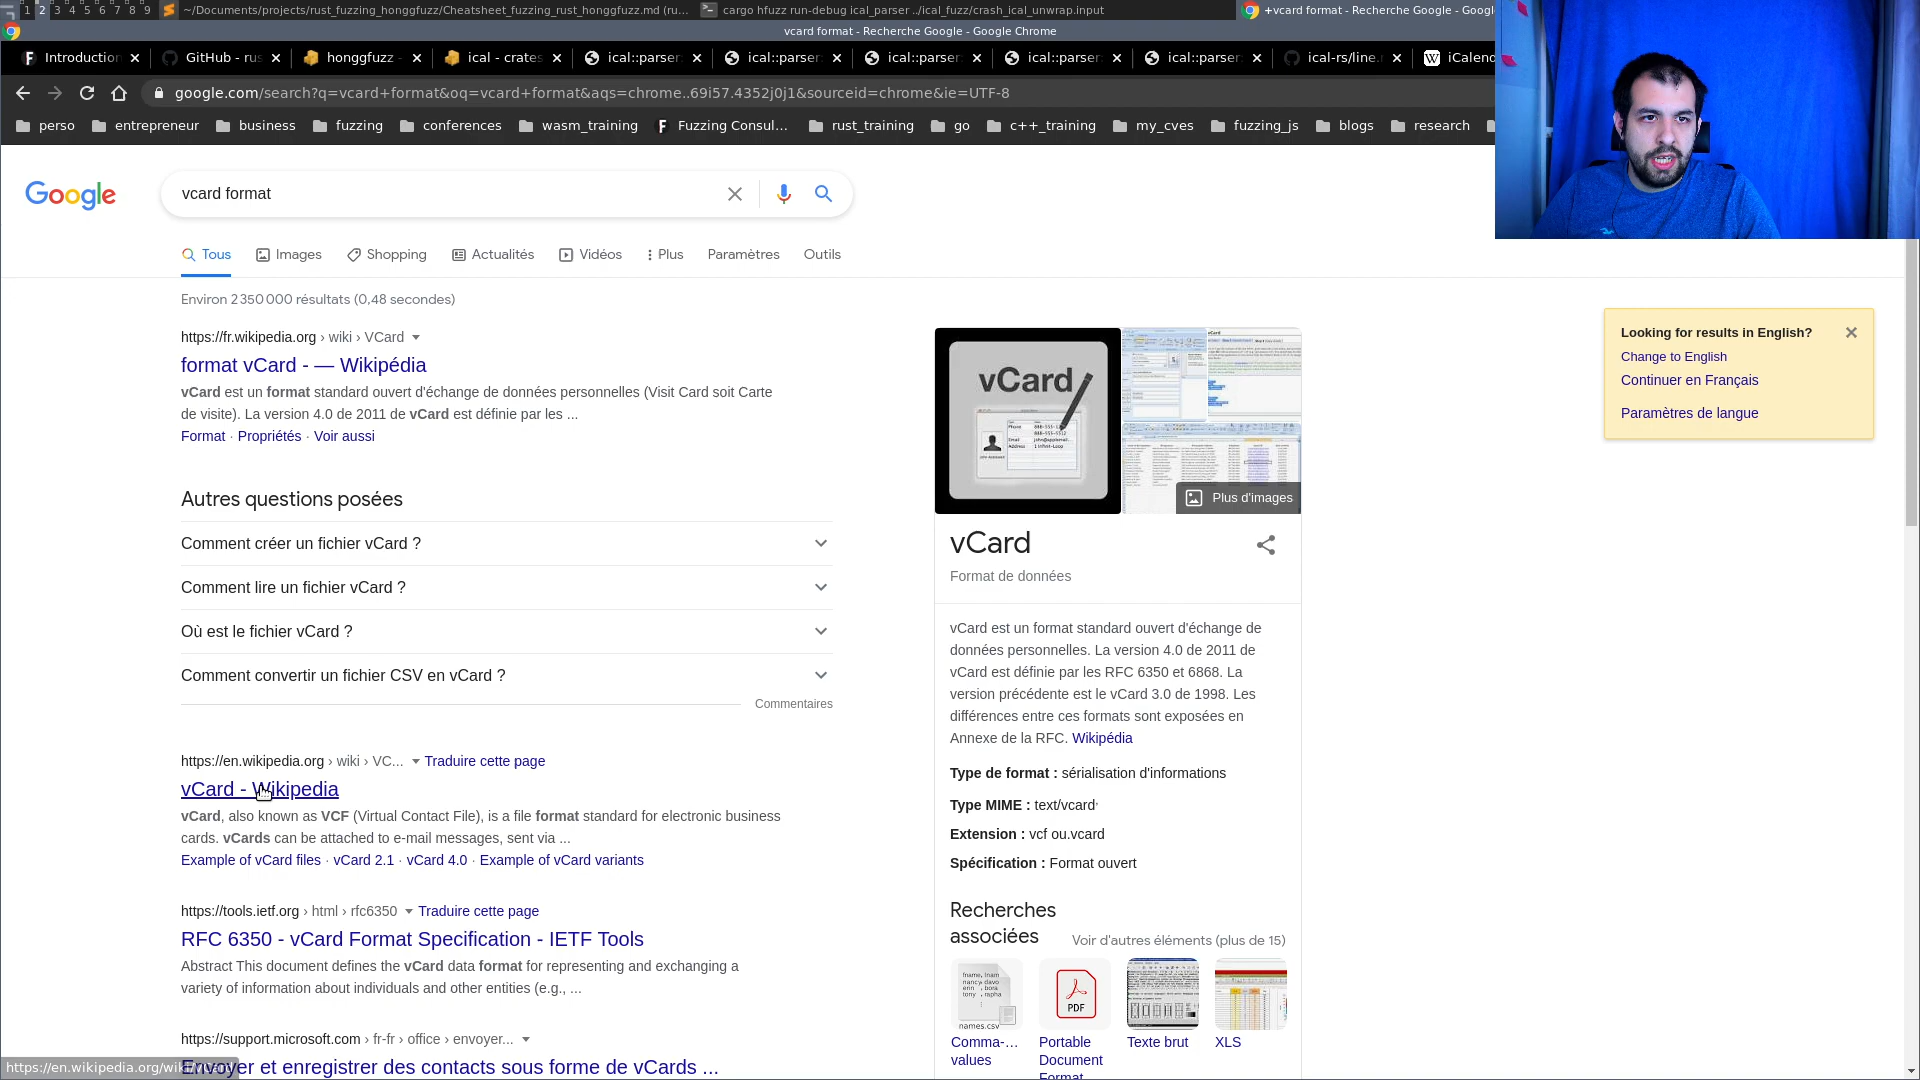 1 2 3 4 5 6 7 8 9 ~/Documents/projects/rust_fuzzing_honggfuzz/Cheatsheet_fuzzing_rust_honggfuzz.md (ru... cargo hfuzz run-debug ical_parser ../ical_fuzz/crash_ical_unwrap.input +vcard format - Recherche Google - Googl
vcard format - Recherche Google - Google Chrome
Introduction GitHub - rus honggfuzz - ical - crates ical::parser: ical::parser: ical::parser: ical::parser: ical::parser: ical-rs/line.r iCalend
google.com/search?q=vcard+format&oq=vcard+format&aqs=chrome..69i57.4352j0j1&sourceid=chrome&ie=UTF-8
perso entrepreneur business fuzzing conferences wasm_training Fuzzing Consul... rust_training go c++_training my_cves fuzzing_js blogs research
Google
vcard format
Tous Images Shopping Actualités Vidéos Plus Paramètres Outils
Environ 2 350 000 résultats (0,48 secondes)
https://fr.wikipedia.org › wiki › VCard
format vCard - — Wikipédia
vCard est un format standard ouvert d'échange de données personnelles (Visit Card soit Carte
de visite). La version 4.0 de 2011 de vCard est définie par les ...
Format · Propriétés · Voir aussi
Autres questions posées
Comment créer un fichier vCard ?
Comment lire un fichier vCard ?
Où est le fichier vCard ?
Comment convertir un fichier CSV en vCard ?
Commentaires
https://en.wikipedia.org › wiki › VC... Traduire cette page
vCard - Wikipedia
vCard, also known as VCF (Virtual Contact File), is a file format standard for electronic business
cards. vCards can be attached to e-mail messages, sent via ...
Example of vCard files · vCard 2.1 · vCard 4.0 · Example of vCard variants
https://tools.ietf.org › html › rfc6350 Traduire cette page
RFC 6350 - vCard Format Specification - IETF Tools
Abstract This document defines the vCard data format for representing and exchanging a
variety of information about individuals and other entities (e.g., ...
https://support.microsoft.com › fr-fr › office › envoyer...
Envoyer et enregistrer des contacts sous forme de vCards ...
https://en.wikipedia.org/wiki/VCard
vCard
Plus d'images
vCard
Format de données
vCard est un format standard ouvert d'échange de
données personnelles. La version 4.0 de 2011 de
vCard est définie par les RFC 6350 et 6868. La
version précédente est le vCard 3.0 de 1998. Les
différences entre ces formats sont exposées en
Annexe de la RFC. Wikipédia
Type de format : sérialisation d'informations
Type MIME : text/vcard
Extension : vcf ou.vcard
Spécification : Format ouvert
Recherches
associées
Voir d'autres éléments (plus de 15)
names.csv
PDF
Comma-...
values
Portable
Document
Format
Texte brut
XLS
Looking for results in English?
Change to English
Continuer en Français
Paramètres de langue